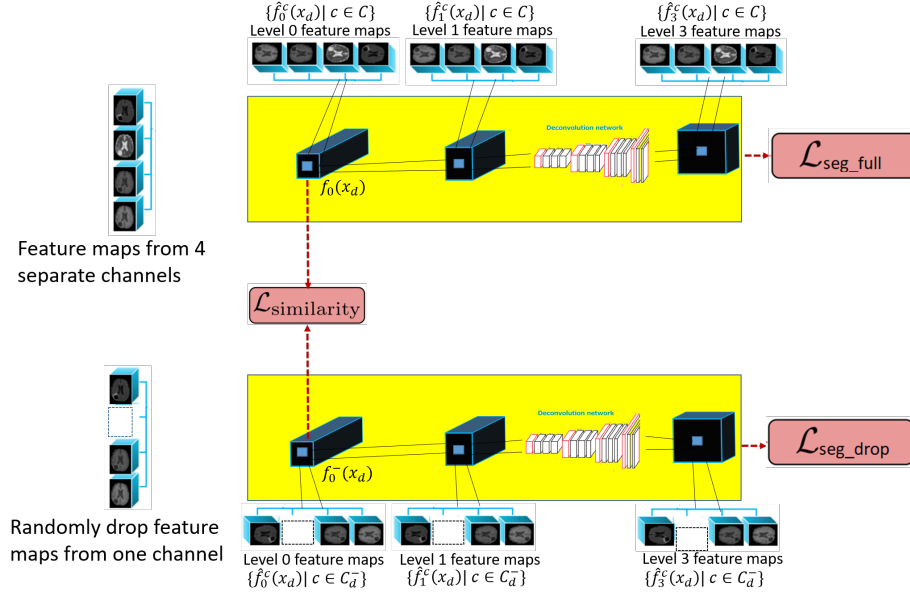 {f̂₀ᶜ(x_d)| c ∈ C}
Level 0 feature maps
{f̂₁ᶜ(x_d)| c ∈ C}
Level 1 feature maps
{f̂₃ᶜ(x_d)| c ∈ C}
Level 3 feature maps
Deconvolution network
f₀(x_d)
ℒseg_full
Feature maps from 4
separate channels
ℒsimilarity
Deconvolution network
f₀⁻(x_d)
ℒseg_drop
Randomly drop feature
maps from one channel
Level 0 feature maps
{f̂₀ᶜ(x_d)| c ∈ C_d⁻}
Level 1 feature maps
{f̂₁ᶜ(x_d)| c ∈ C_d⁻}
Level 3 feature maps
{f̂₃ᶜ(x_d)| c ∈ C_d⁻}